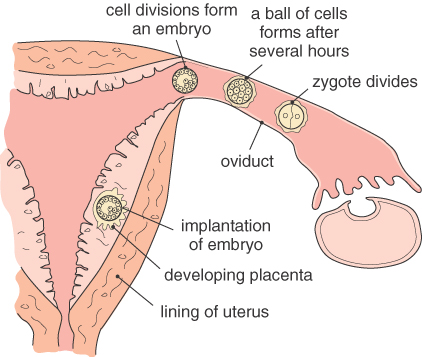 cell divisions form
an embryo
a ball of cells
forms after
several hours
zygote divides
oviduct
implantation
of embryo
developing placenta
lining of uterus